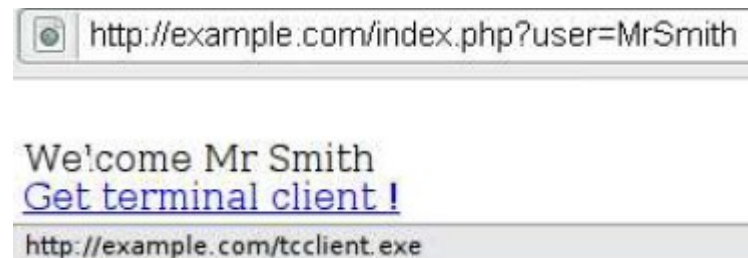 http://example.com/index.php?user=MrSmith
Welcome Mr Smith
Get terminal client !
http://example.com/tcclient.exe